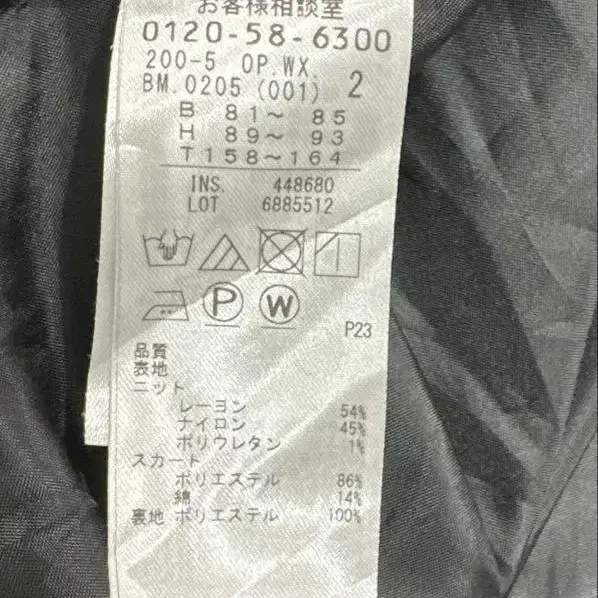 お客様相談室
0120-58-6300
200-5 OP.WX.
BM.0205 (001) 2
B 81～ 85
H 89～ 93
T158～164
INS. 448680
LOT 6885512
P W
P23
品質
表地
ニット
レーヨン 54%
ナイロン 45%
ポリウレタン 1%
スカート
ポリエステル 86%
綿 14%
裏地 ポリエステル 100%